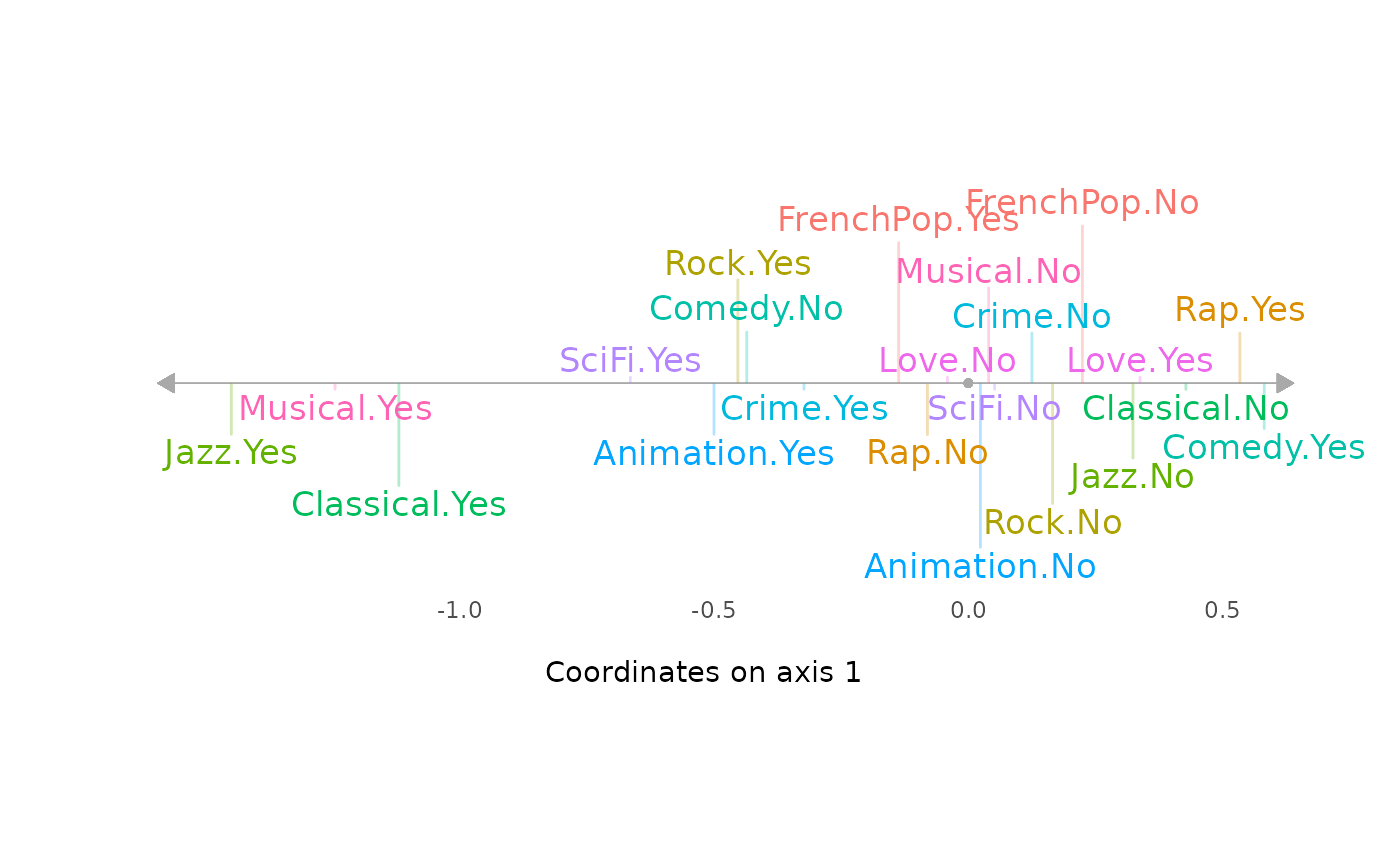 FrenchPop.No
FrenchPop.Yes
Rock.Yes
Musical.No
Comedy.No
Crime.No
Rap.Yes
SciFi.Yes
Love.No
Love.Yes
Musical.Yes
Crime.Yes
SciFi.No
Classical.No
Jazz.Yes
Animation.Yes
Rap.No
Comedy.Yes
Jazz.No
Classical.Yes
Rock.No
Animation.No
-1.0 -0.5 0.0 0.5
Coordinates on axis 1